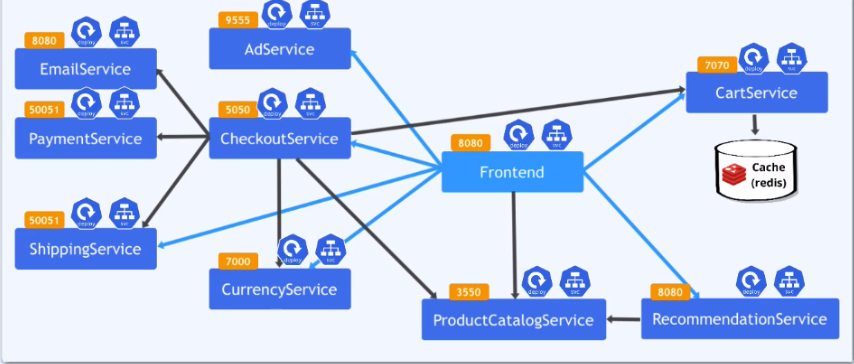 8080
deploy
svc
EmailService
9555
deploy
svc
AdService
50051
deploy
svc
PaymentService
5050
deploy
svc
CheckoutService
8080
deploy
svc
Frontend
7070
deploy
svc
CartService
Cache
(redis)
50051
deploy
svc
ShippingService
7000
deploy
svc
CurrencyService
3550
deploy
svc
ProductCatalogService
8080
deploy
svc
RecommendationService